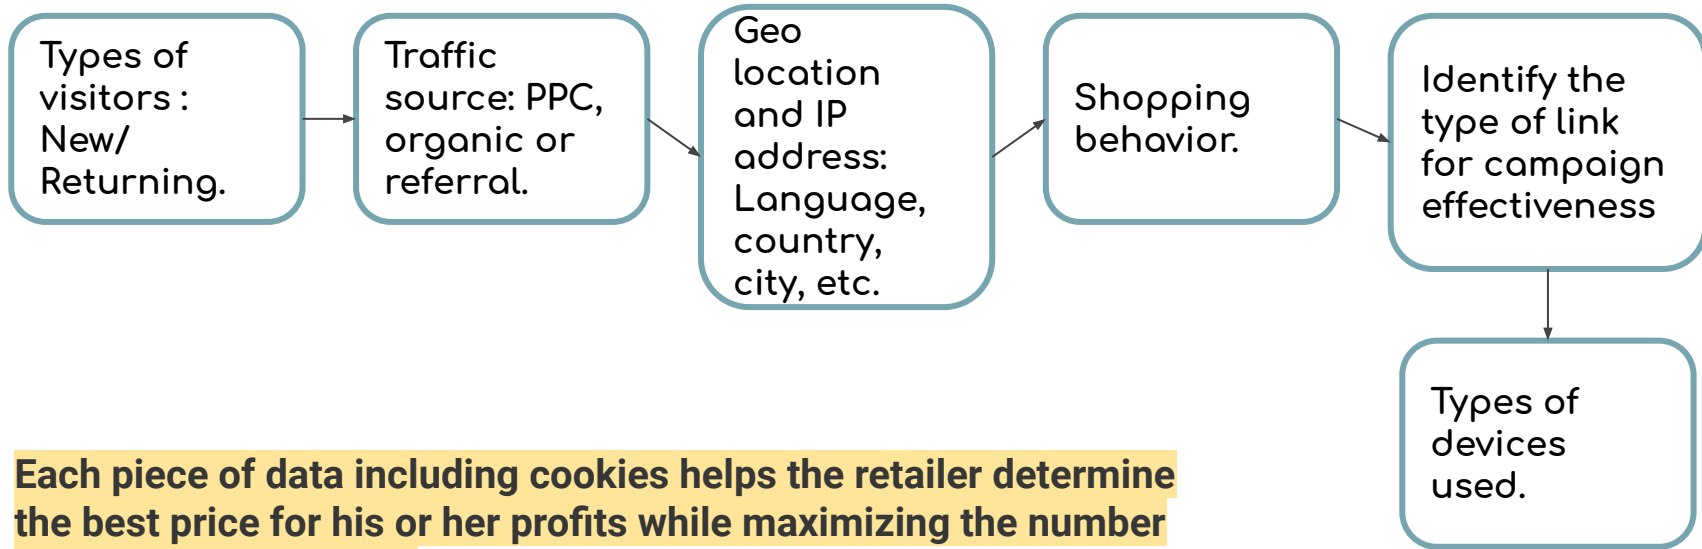 Types of
visitors :
New/
Returning.
Traffic
source: PPC,
organic or
referral.
Geo
location
and IP
address:
Language,
country,
city, etc.
Shopping
behavior.
Identify the
type of link
for campaign
effectiveness
Types of
devices
used.
Each piece of data including cookies helps the retailer determine
the best price for his or her profits while maximizing the number